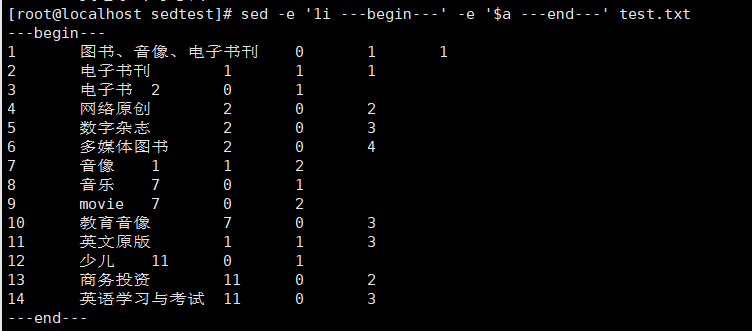 [root@localhost sedtest]# sed -e '1i ---begin---' -e '$a ---end---' test.txt
---begin---
1 图书、音像、电子书刊 0 1 1
2 电子书刊 1 1 1
3 电子书 2 0 1
4 网络原创 2 0 2
5 数字杂志 2 0 3
6 多媒体图书 2 0 4
7 音像 1 1 2
8 音乐 7 0 1
9 movie 7 0 2
10 教育音像 7 0 3
11 英文原版 1 1 3
12 少儿 11 0 1
13 商务投资 11 0 2
14 英语学习与考试 11 0 3
---end---